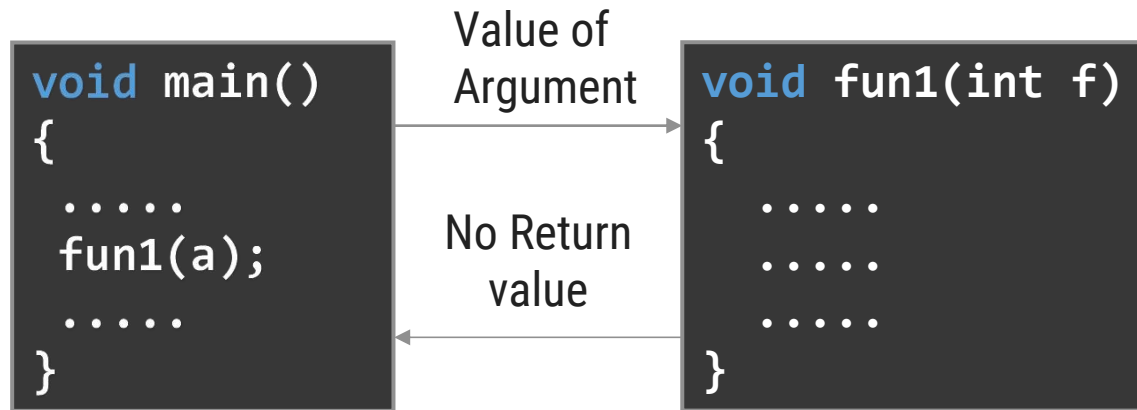 void main()
{
.....
fun1(a);
.....
}
Value of
Argument
No Return
value
void fun1(int f)
{
.....
.....
.....
}